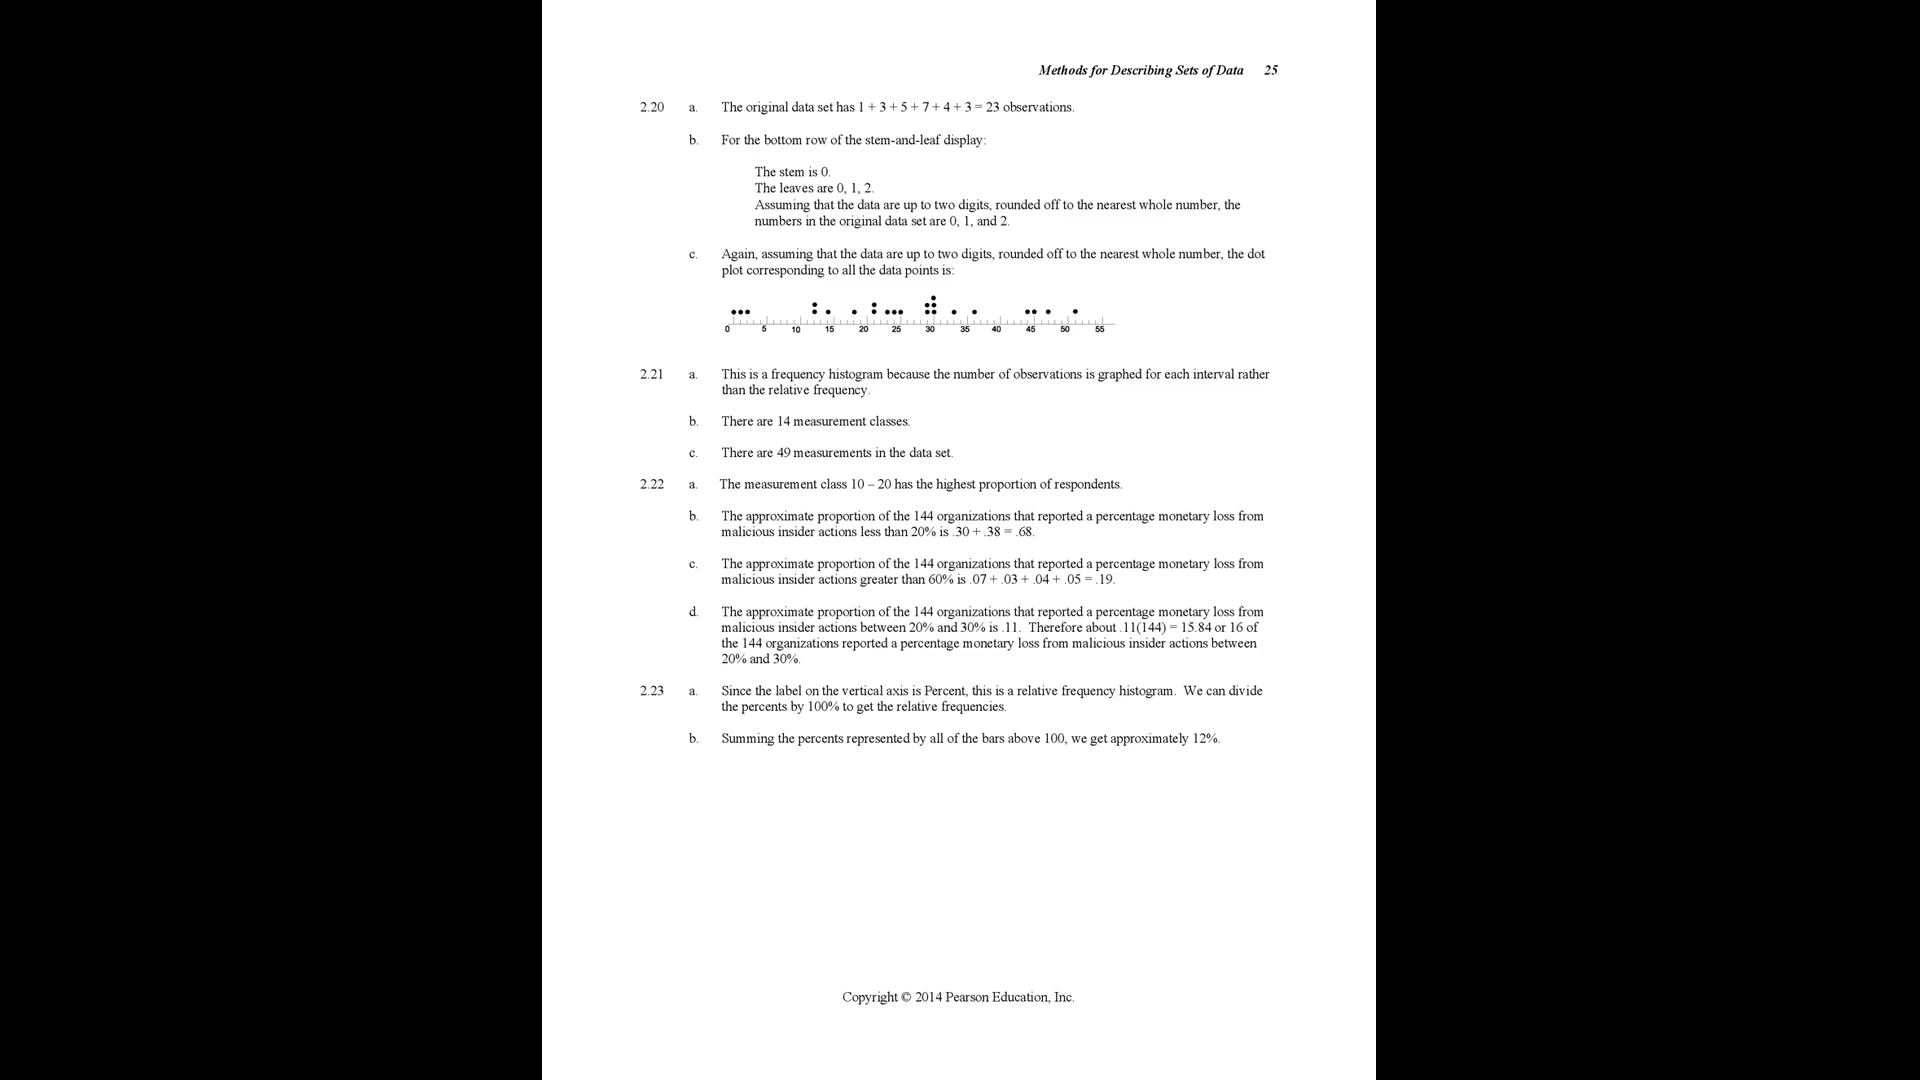 Methods for Describing Sets of Data 25
2.20 a. The original data set has 1 + 3 + 5 + 7 + 4 + 3 = 23 observations.
b. For the bottom row of the stem-and-leaf display:
The stem is 0.
The leaves are 0, 1, 2.
Assuming that the data are up to two digits, rounded off to the nearest whole number, the
numbers in the original data set are 0, 1, and 2.
c. Again, assuming that the data are up to two digits, rounded off to the nearest whole number, the dot
plot corresponding to all the data points is:
0 5 10 15 20 25 30 35 40 45 50 55
2.21 a. This is a frequency histogram because the number of observations is graphed for each interval rather
than the relative frequency.
b. There are 14 measurement classes.
c. There are 49 measurements in the data set.
2.22 a. The measurement class 10 – 20 has the highest proportion of respondents.
b. The approximate proportion of the 144 organizations that reported a percentage monetary loss from
malicious insider actions less than 20% is .30 + .38 = .68.
c. The approximate proportion of the 144 organizations that reported a percentage monetary loss from
malicious insider actions greater than 60% is .07 + .03 + .04 + .05 = .19.
d. The approximate proportion of the 144 organizations that reported a percentage monetary loss from
malicious insider actions between 20% and 30% is .11. Therefore about .11(144) = 15.84 or 16 of
the 144 organizations reported a percentage monetary loss from malicious insider actions between
20% and 30%.
2.23 a. Since the label on the vertical axis is Percent, this is a relative frequency histogram. We can divide
the percents by 100% to get the relative frequencies.
b. Summing the percents represented by all of the bars above 100, we get approximately 12%.
Copyright © 2014 Pearson Education, Inc.